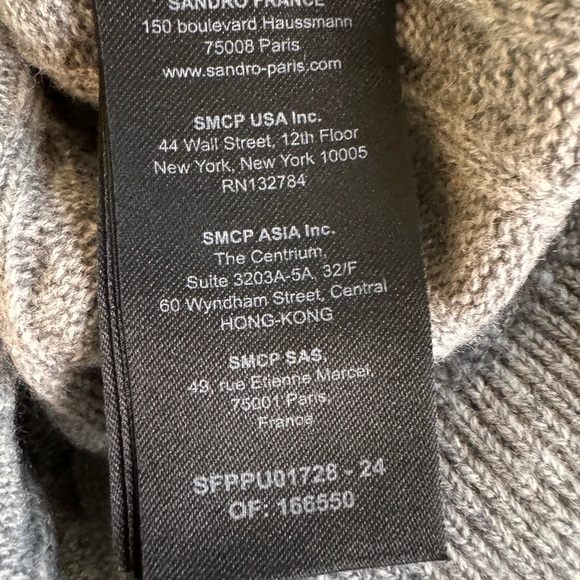 SANDRO FRANCE
150 boulevard Haussmann
75008 Paris
www.sandro-paris.com
SMCP USA Inc.
44 Wall Street, 12th Floor
New York, New York 10005
RN132784
SMCP ASIA Inc.
The Centrium,
Suite 3203A-5A, 32/F
60 Wyndham Street, Central
HONG-KONG
SMCP SAS,
49, rue Etienne Marcel,
75001 Paris,
France
SFPPU01728 - 24
OF: 166550